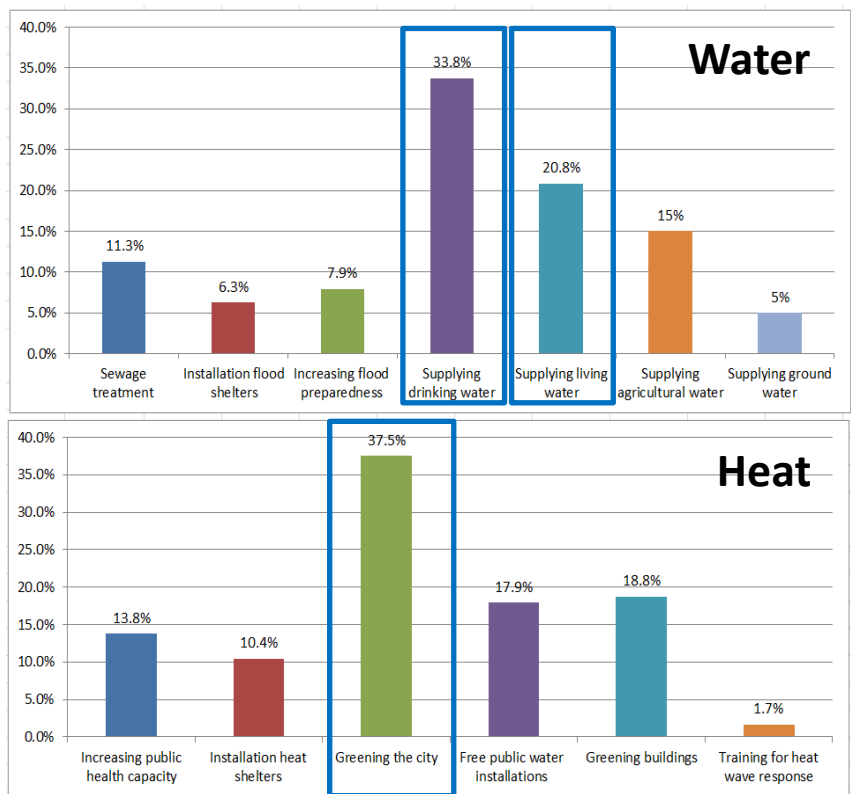 Water
40.0%
35.0%
30.0%
25.0%
20.0%
15.0%
10.0%
5.0%
0.0%
11.3%
6.3%
7.9%
33.8%
20.8%
15%
5%
Sewage
treatment
Installation flood
shelters
Increasing flood
preparedness
Supplying
drinking water
Supplying living
water
Supplying
agricultural water
Supplying ground
water
Heat
40.0%
35.0%
30.0%
25.0%
20.0%
15.0%
10.0%
5.0%
0.0%
13.8%
10.4%
37.5%
17.9%
18.8%
1.7%
Increasing public
health capacity
Installation heat
shelters
Greening the city
Free public water
installations
Greening buildings
Training for heat
wave response